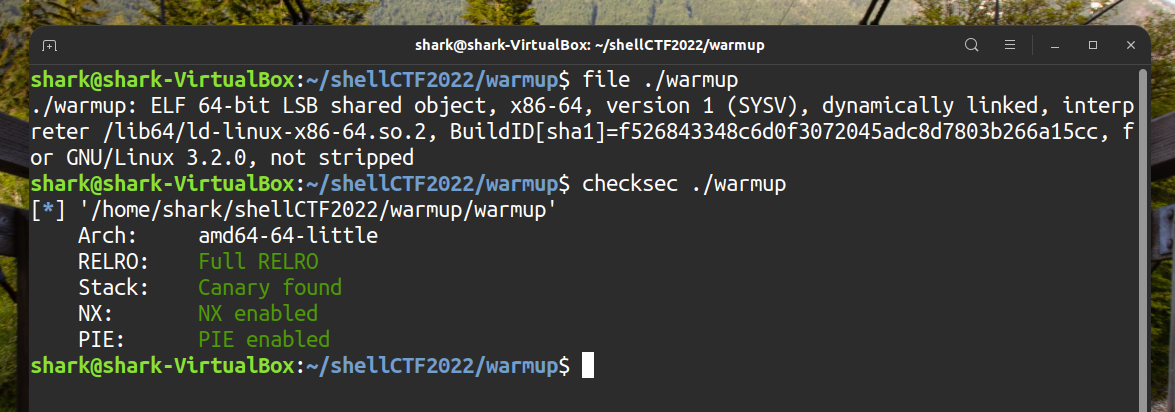 shark@shark-VirtualBox: ~/shellCTF2022/warmup
shark@shark-VirtualBox:~/shellCTF2022/warmup$ file ./warmup
./warmup: ELF 64-bit LSB shared object, x86-64, version 1 (SYSV), dynamically linked, interp
reter /lib64/ld-linux-x86-64.so.2, BuildID[sha1]=f526843348c6d0f3072045adc8d7803b266a15cc, f
or GNU/Linux 3.2.0, not stripped
shark@shark-VirtualBox:~/shellCTF2022/warmup$ checksec ./warmup
[*] '/home/shark/shellCTF2022/warmup/warmup'
    Arch:     amd64-64-little
    RELRO:    Full RELRO
    Stack:    Canary found
    NX:       NX enabled
    PIE:      PIE enabled
shark@shark-VirtualBox:~/shellCTF2022/warmup$